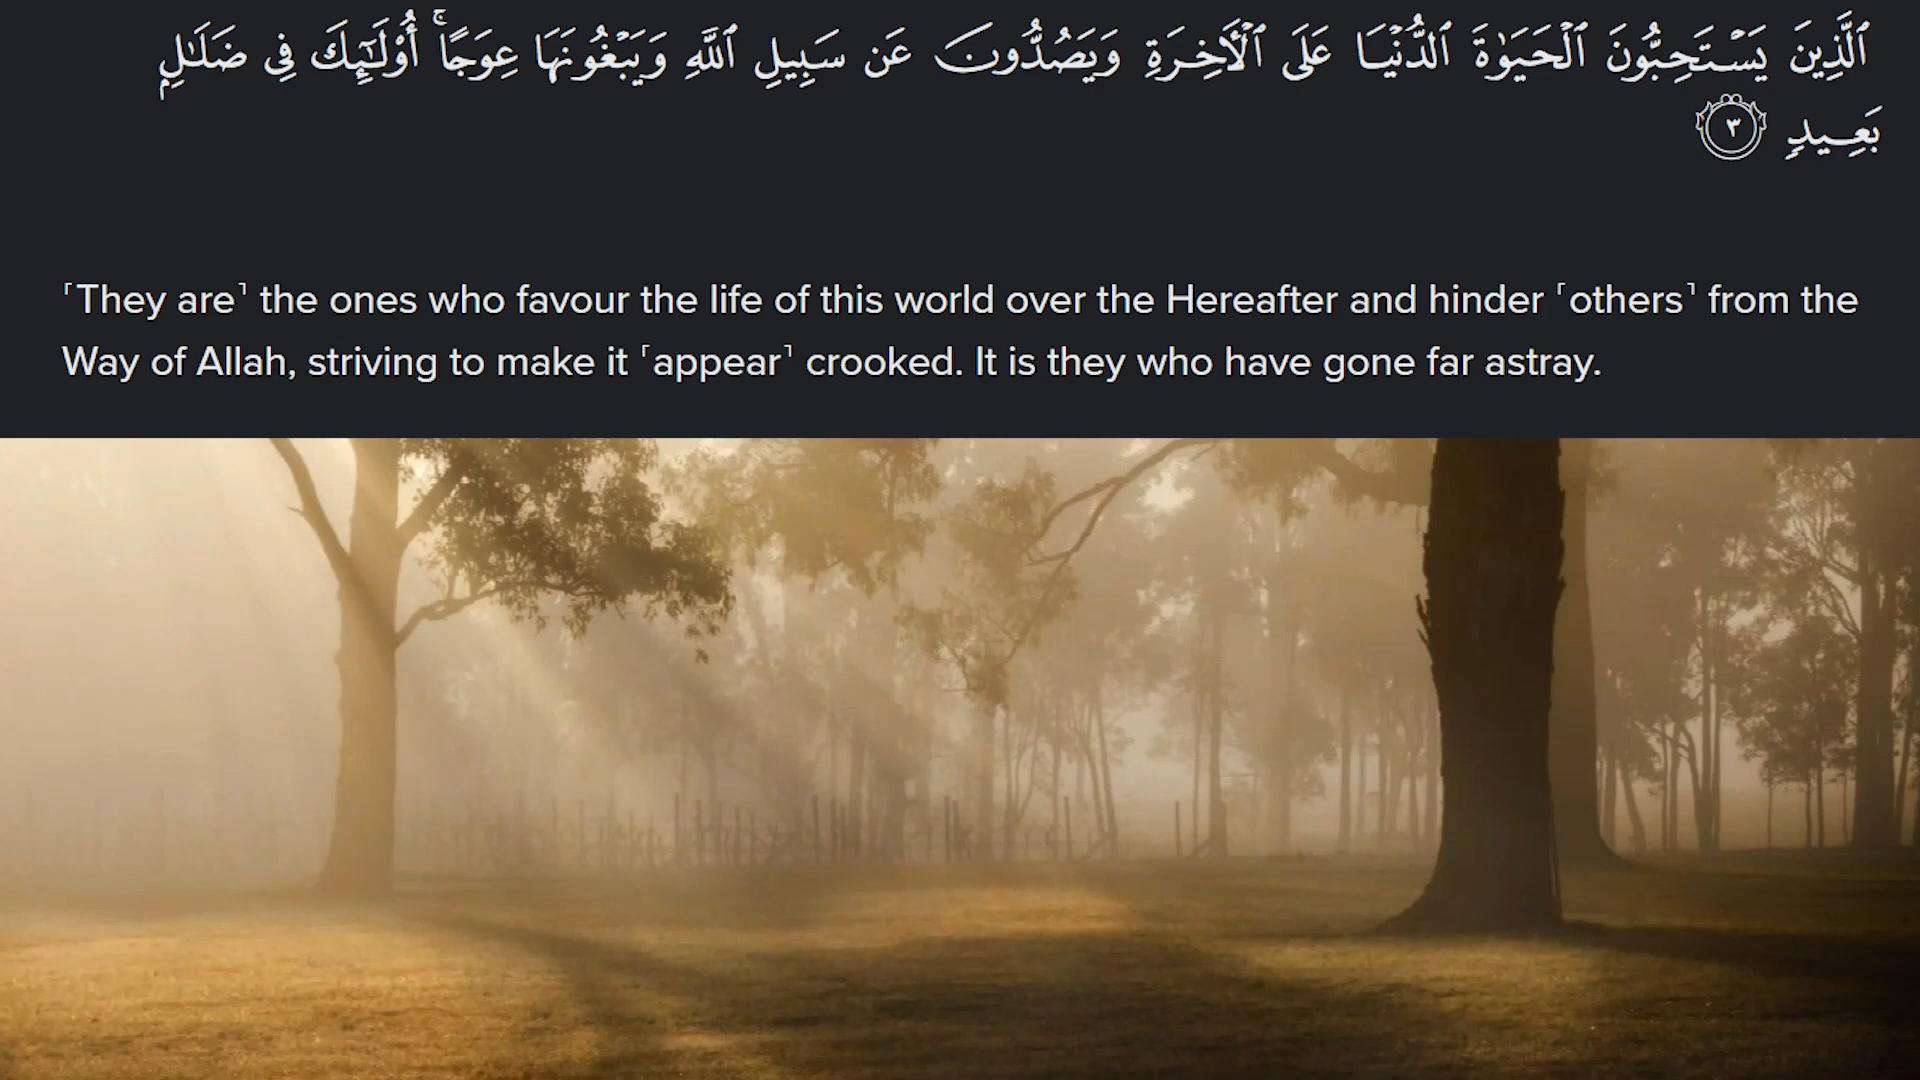 ٱلَّذِينَ يَسْتَحِبُّونَ ٱلْحَيَوٰةَ ٱلدُّنْيَا عَلَى ٱلْـَٔاخِرَةِ وَيَصُدُّونَ عَن سَبِيلِ ٱللَّهِ وَيَبْغُونَهَا عِوَجًا ۚ أُو۟لَـٰٓئِكَ فِى ضَلَـٰلٍۭ
بَعِيدٍ ٣
⸢They are⸣ the ones who favour the life of this world over the Hereafter and hinder ⸢others⸣ from the
Way of Allah, striving to make it ⸢appear⸣ crooked. It is they who have gone far astray.